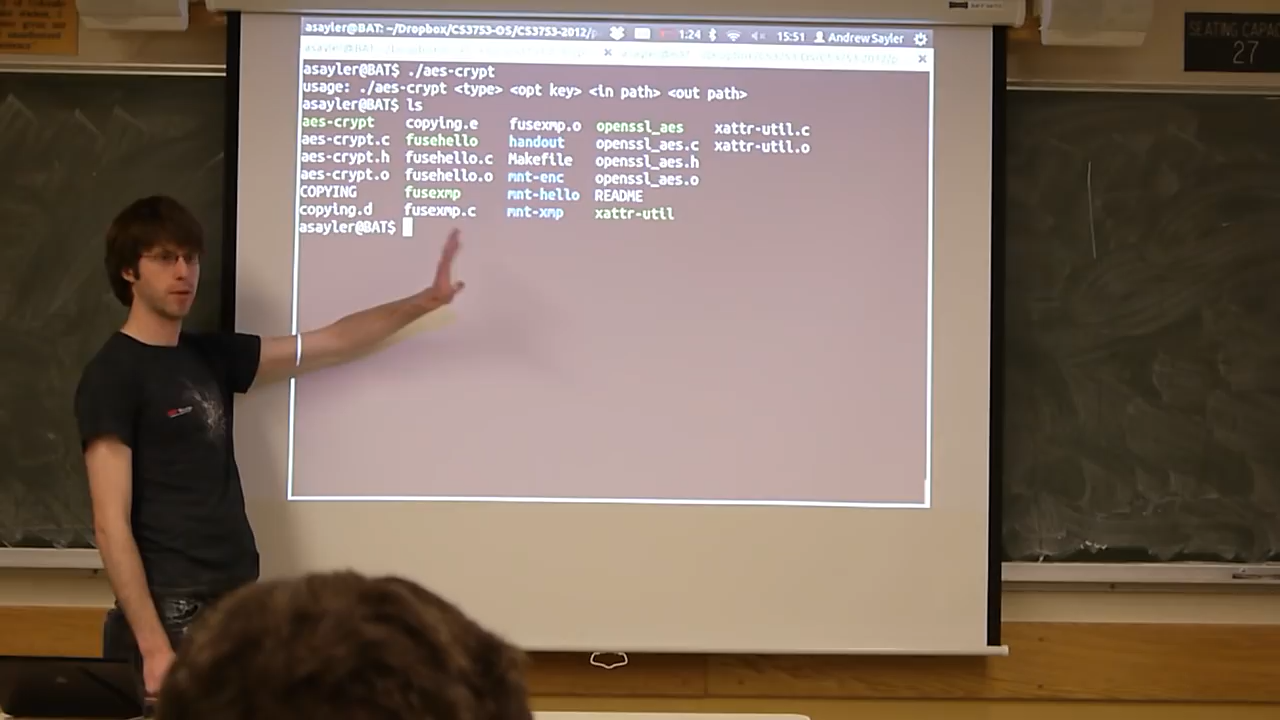 asayler@BAT: ~/Dropbox/CS3753-OS/CS3753-2012/p 1:24 15:51 Andrew Sayler
asayler@BAT$ ./aes-crypt
usage: ./aes-crypt <type> <opt key> <in path> <out path>
asayler@BAT$ ls
aes-crypt copying.e fusexmp.o openssl_aes xattr-util.c
aes-crypt.c fusehello handout openssl_aes.c xattr-util.o
aes-crypt.h fusehello.c Makefile openssl_aes.h
aes-crypt.o fusehello.o mnt-enc openssl_aes.o
COPYING fusexmp mnt-hello README
copying.d fusexmp.c mnt-xmp xattr-util
asayler@BAT$
SEATING CAPA
27